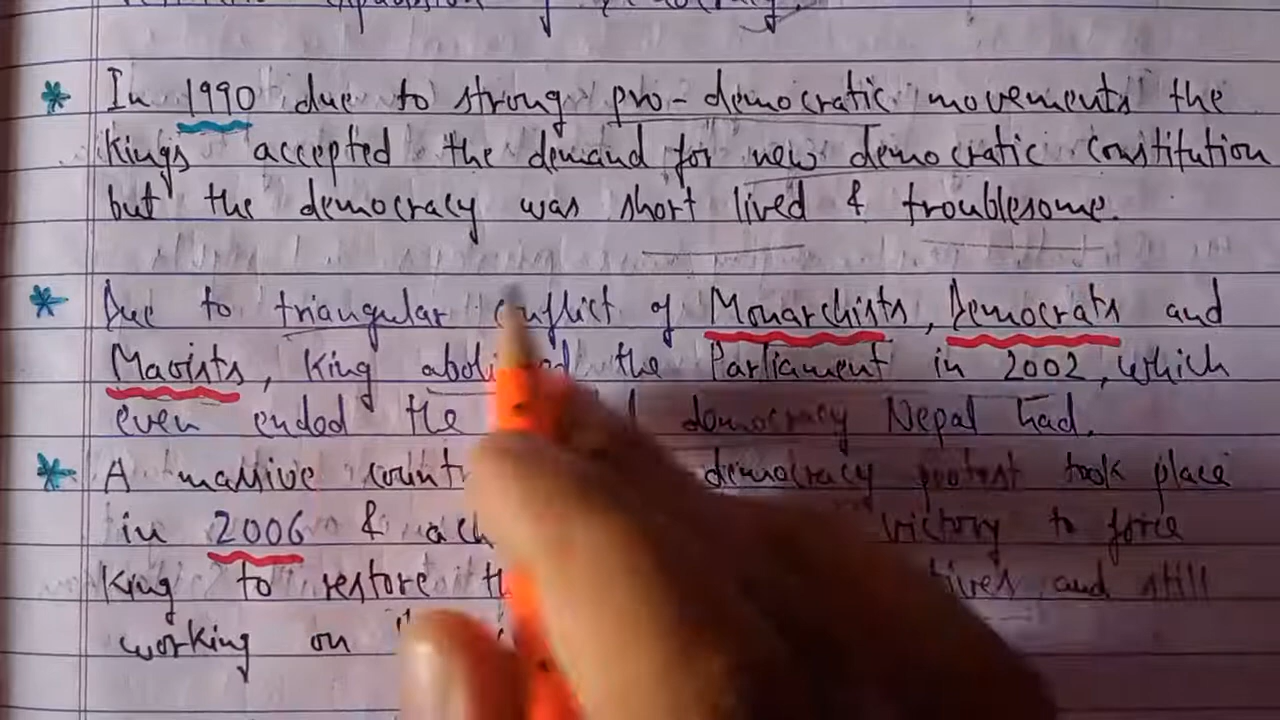 * In 1990 due to strong pro-democratic movements the
Kings accepted the demand for new democratic constitution
but the democracy was short lived & troublesome.
* Due to triangular conflict of Monarchists, Democrats and
Maoists, King the Parliament in 2002, which
even ended the democracy Nepal had.
* A massive democracy protest took place
in 2006 & victory to force
King to restore and still
working on